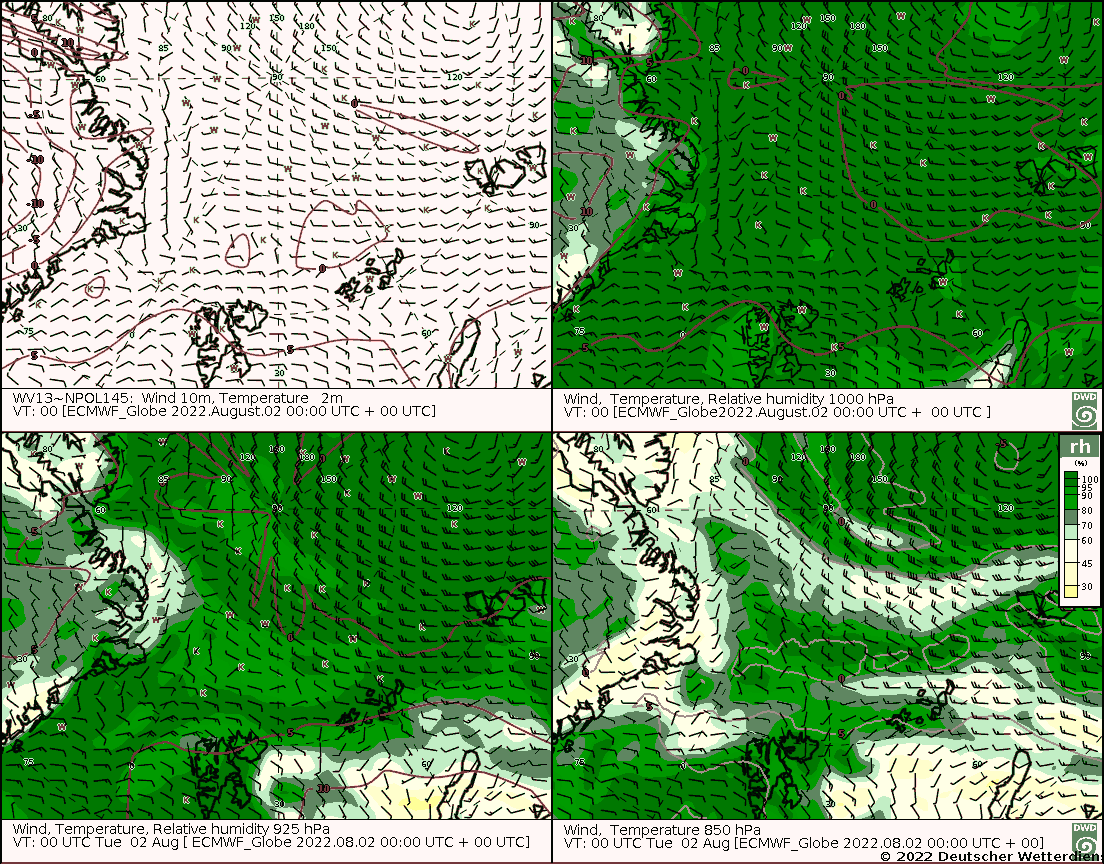 WV13~NPOL145:  Wind 10m, Temperature   2m
VT: 00 [ECMWF_Globe 2022.August.02 00:00 UTC + 00 UTC]
Wind,  Temperature, Relative humidity 1000 hPa
VT: 00 [ECMWF_Globe2022.August.02 00:00 UTC +  00 UTC ]
DWD
rh
(%)
100
95
90
80
70
60
45
30
Wind, Temperature, Relative humidity 925 hPa
VT: 00 UTC Tue  02 Aug [ ECMWF_Globe 2022.08.02 00:00 UTC + 00 UTC]
Wind,  Temperature 850 hPa
VT: 00 UTC Tue  02 Aug [ECMWF_Globe 2022.08.02 00:00 UTC + 00]
DWD
© 2022 Deutscher Wetterdien